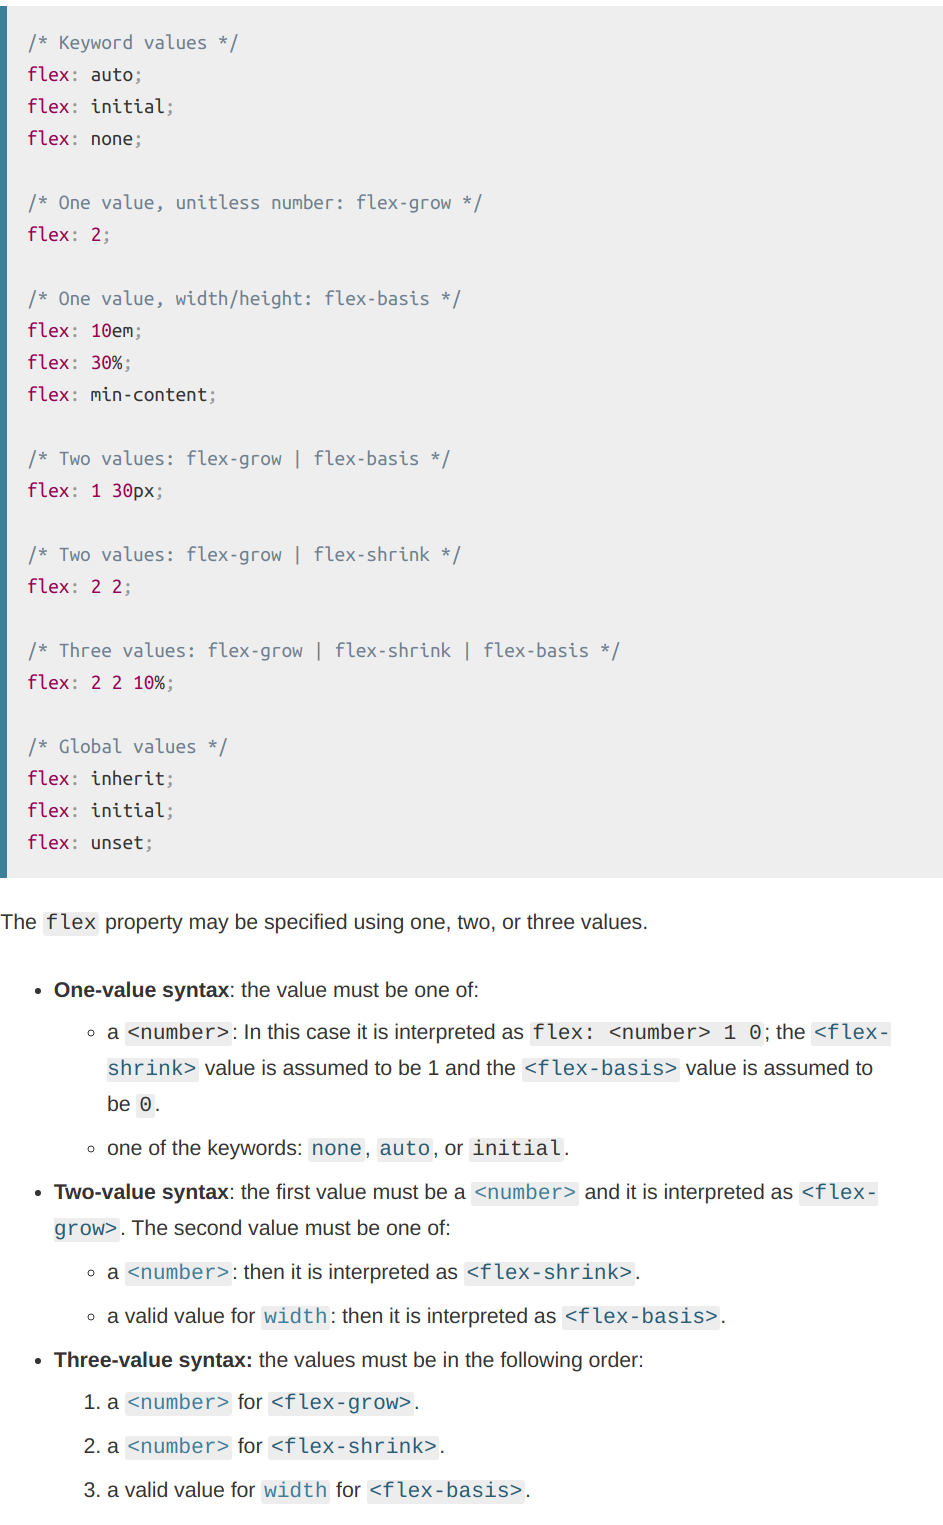 /* Keyword values */
flex: auto;
flex: initial;
flex: none;
/* One value, unitless number: flex-grow */
flex: 2;
/* One value, width/height: flex-basis */
flex: 10em;
flex: 30%;
flex: min-content;
/* Two values: flex-grow | flex-basis */
flex: 1 30px;
/* Two values: flex-grow | flex-shrink */
flex: 2 2;
/* Three values: flex-grow | flex-shrink | flex-basis */
flex: 2 2 10%;
/* Global values */
flex: inherit;
flex: initial;
flex: unset;
The flex property may be specified using one, two, or three values.
• One-value syntax: the value must be one of:
◦ a <number>: In this case it is interpreted as flex: <number> 1 0; the <flex-
shrink> value is assumed to be 1 and the <flex-basis> value is assumed to
be 0.
◦ one of the keywords: none, auto, or initial.
• Two-value syntax: the first value must be a <number> and it is interpreted as <flex-
grow>. The second value must be one of:
◦ a <number>: then it is interpreted as <flex-shrink>.
◦ a valid value for width: then it is interpreted as <flex-basis>.
• Three-value syntax: the values must be in the following order:
1. a <number> for <flex-grow>.
2. a <number> for <flex-shrink>.
3. a valid value for width for <flex-basis>.